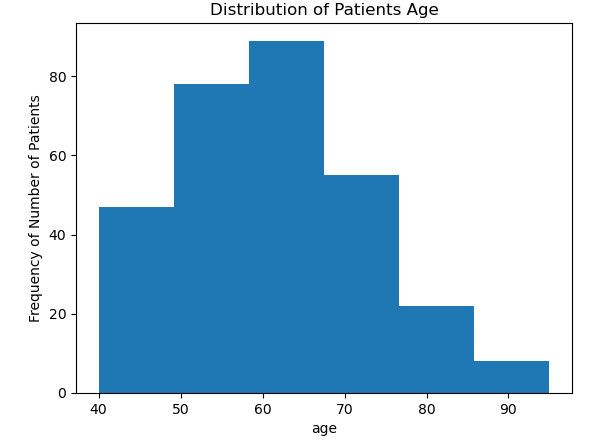 Distribution of Patients Age
Frequency of Number of Patients
80
60
40
20
0
40 50 60 70 80 90
age